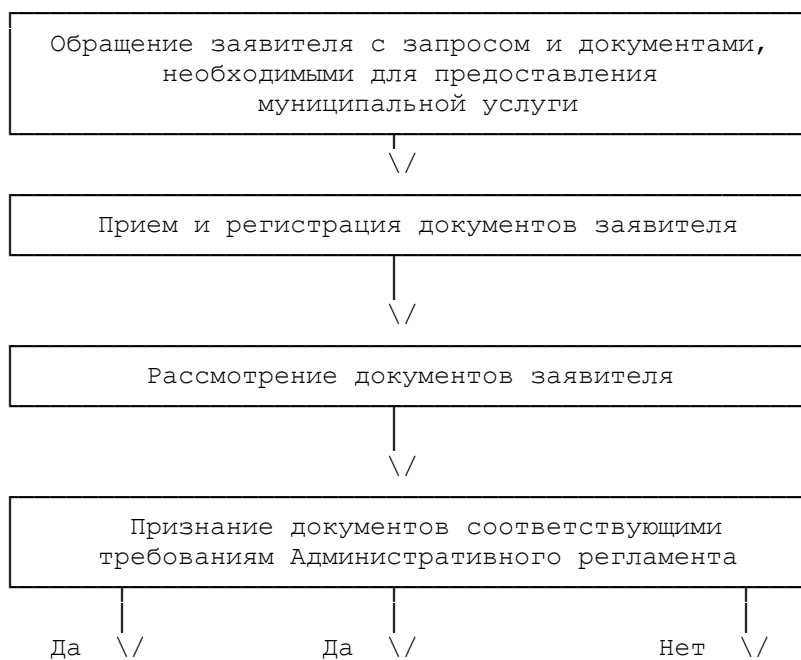 Обращение заявителя с запросом и документами,
необходимыми для предоставления
муниципальной услуги
\/
Прием и регистрация документов заявителя
\/
Рассмотрение документов заявителя
\/
Признание документов соответствующими
требованиям Административного регламента
Да \/ Да \/ Нет \/